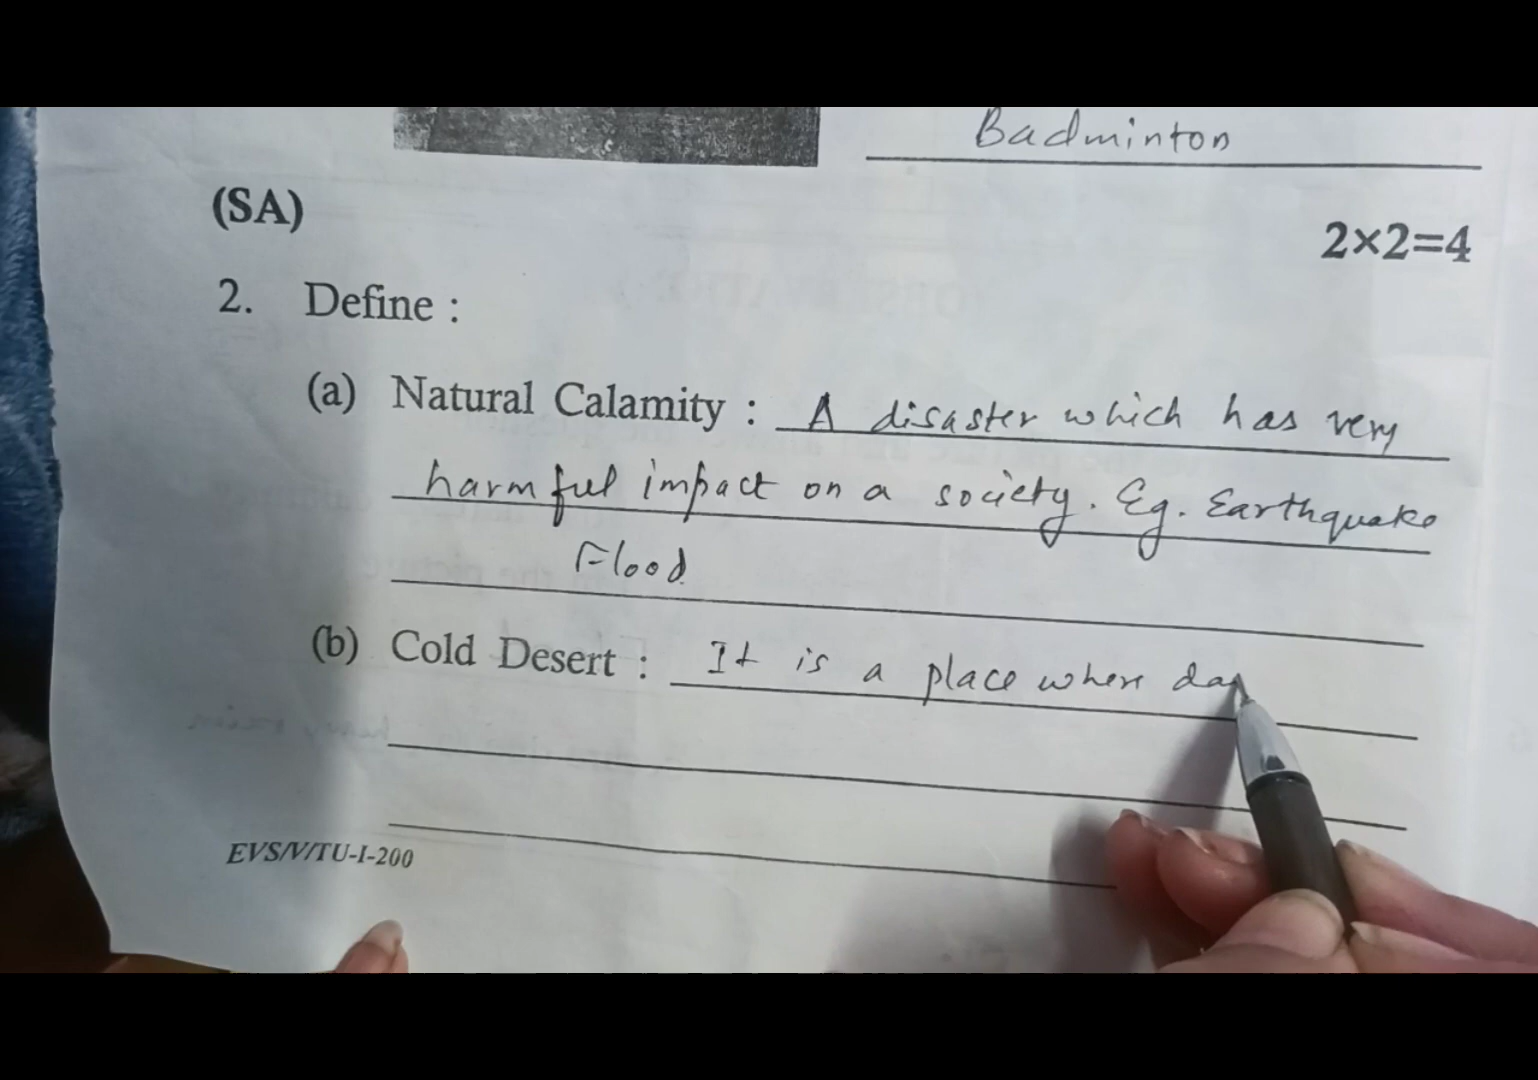 Badminton
(SA)
2×2=4
2. Define :
(a) Natural Calamity : A disaster which has very
harmful impact on a society. Eg. Earthquake
Flood
(b) Cold Desert : It is a place where day
EVS/V/TU-I-200